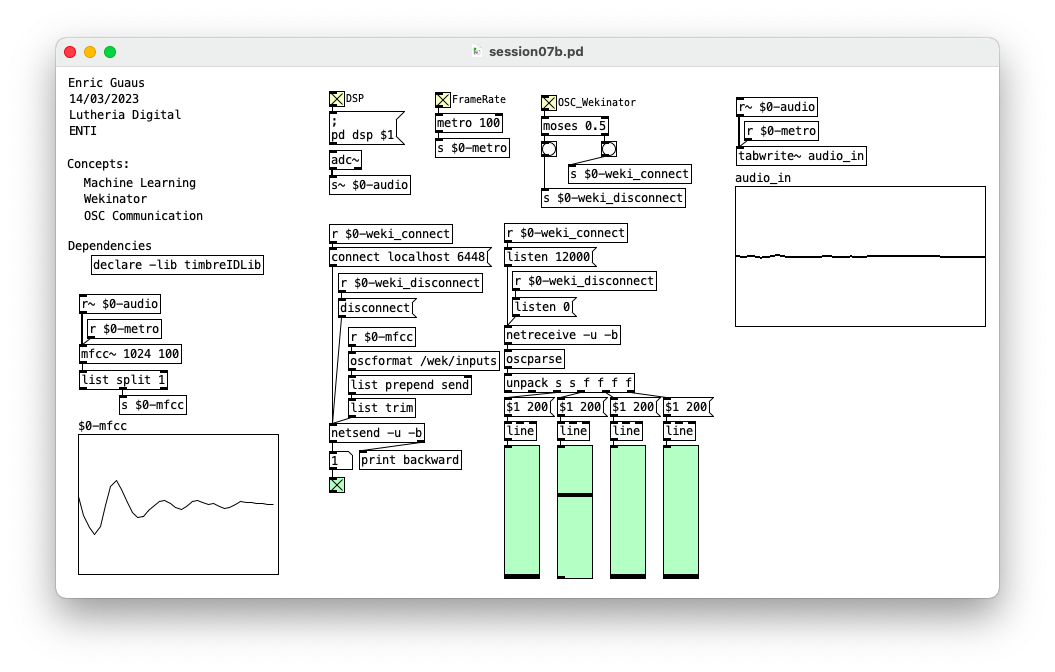 session07b.pd
Enric Guaus
14/03/2023
Lutheria Digital
ENTI
Concepts:
Machine Learning
Wekinator
OSC Communication
Dependencies
declare -lib timbreIDLib
r~ $0-audio
r $0-metro
mfcc~ 1024 100
list split 1
s $0-mfcc
$0-mfcc
DSP
;
pd dsp $1
adc~
s~ $0-audio
FrameRate
metro 100
s $0-metro
OSC_Wekinator
moses 0.5
s $0-weki_connect
s $0-weki_disconnect
r $0-weki_connect
connect localhost 6448
r $0-weki_disconnect
disconnect
r $0-mfcc
oscformat /wek/inputs
list prepend send
list trim
netsend -u -b
1
print backward
r $0-weki_connect
listen 12000
r $0-weki_disconnect
listen 0
netreceive -u -b
oscparse
unpack s s f f f f
$1 200 $1 200 $1 200 $1 200
line line line line
r~ $0-audio
r $0-metro
tabwrite~ audio_in
audio_in